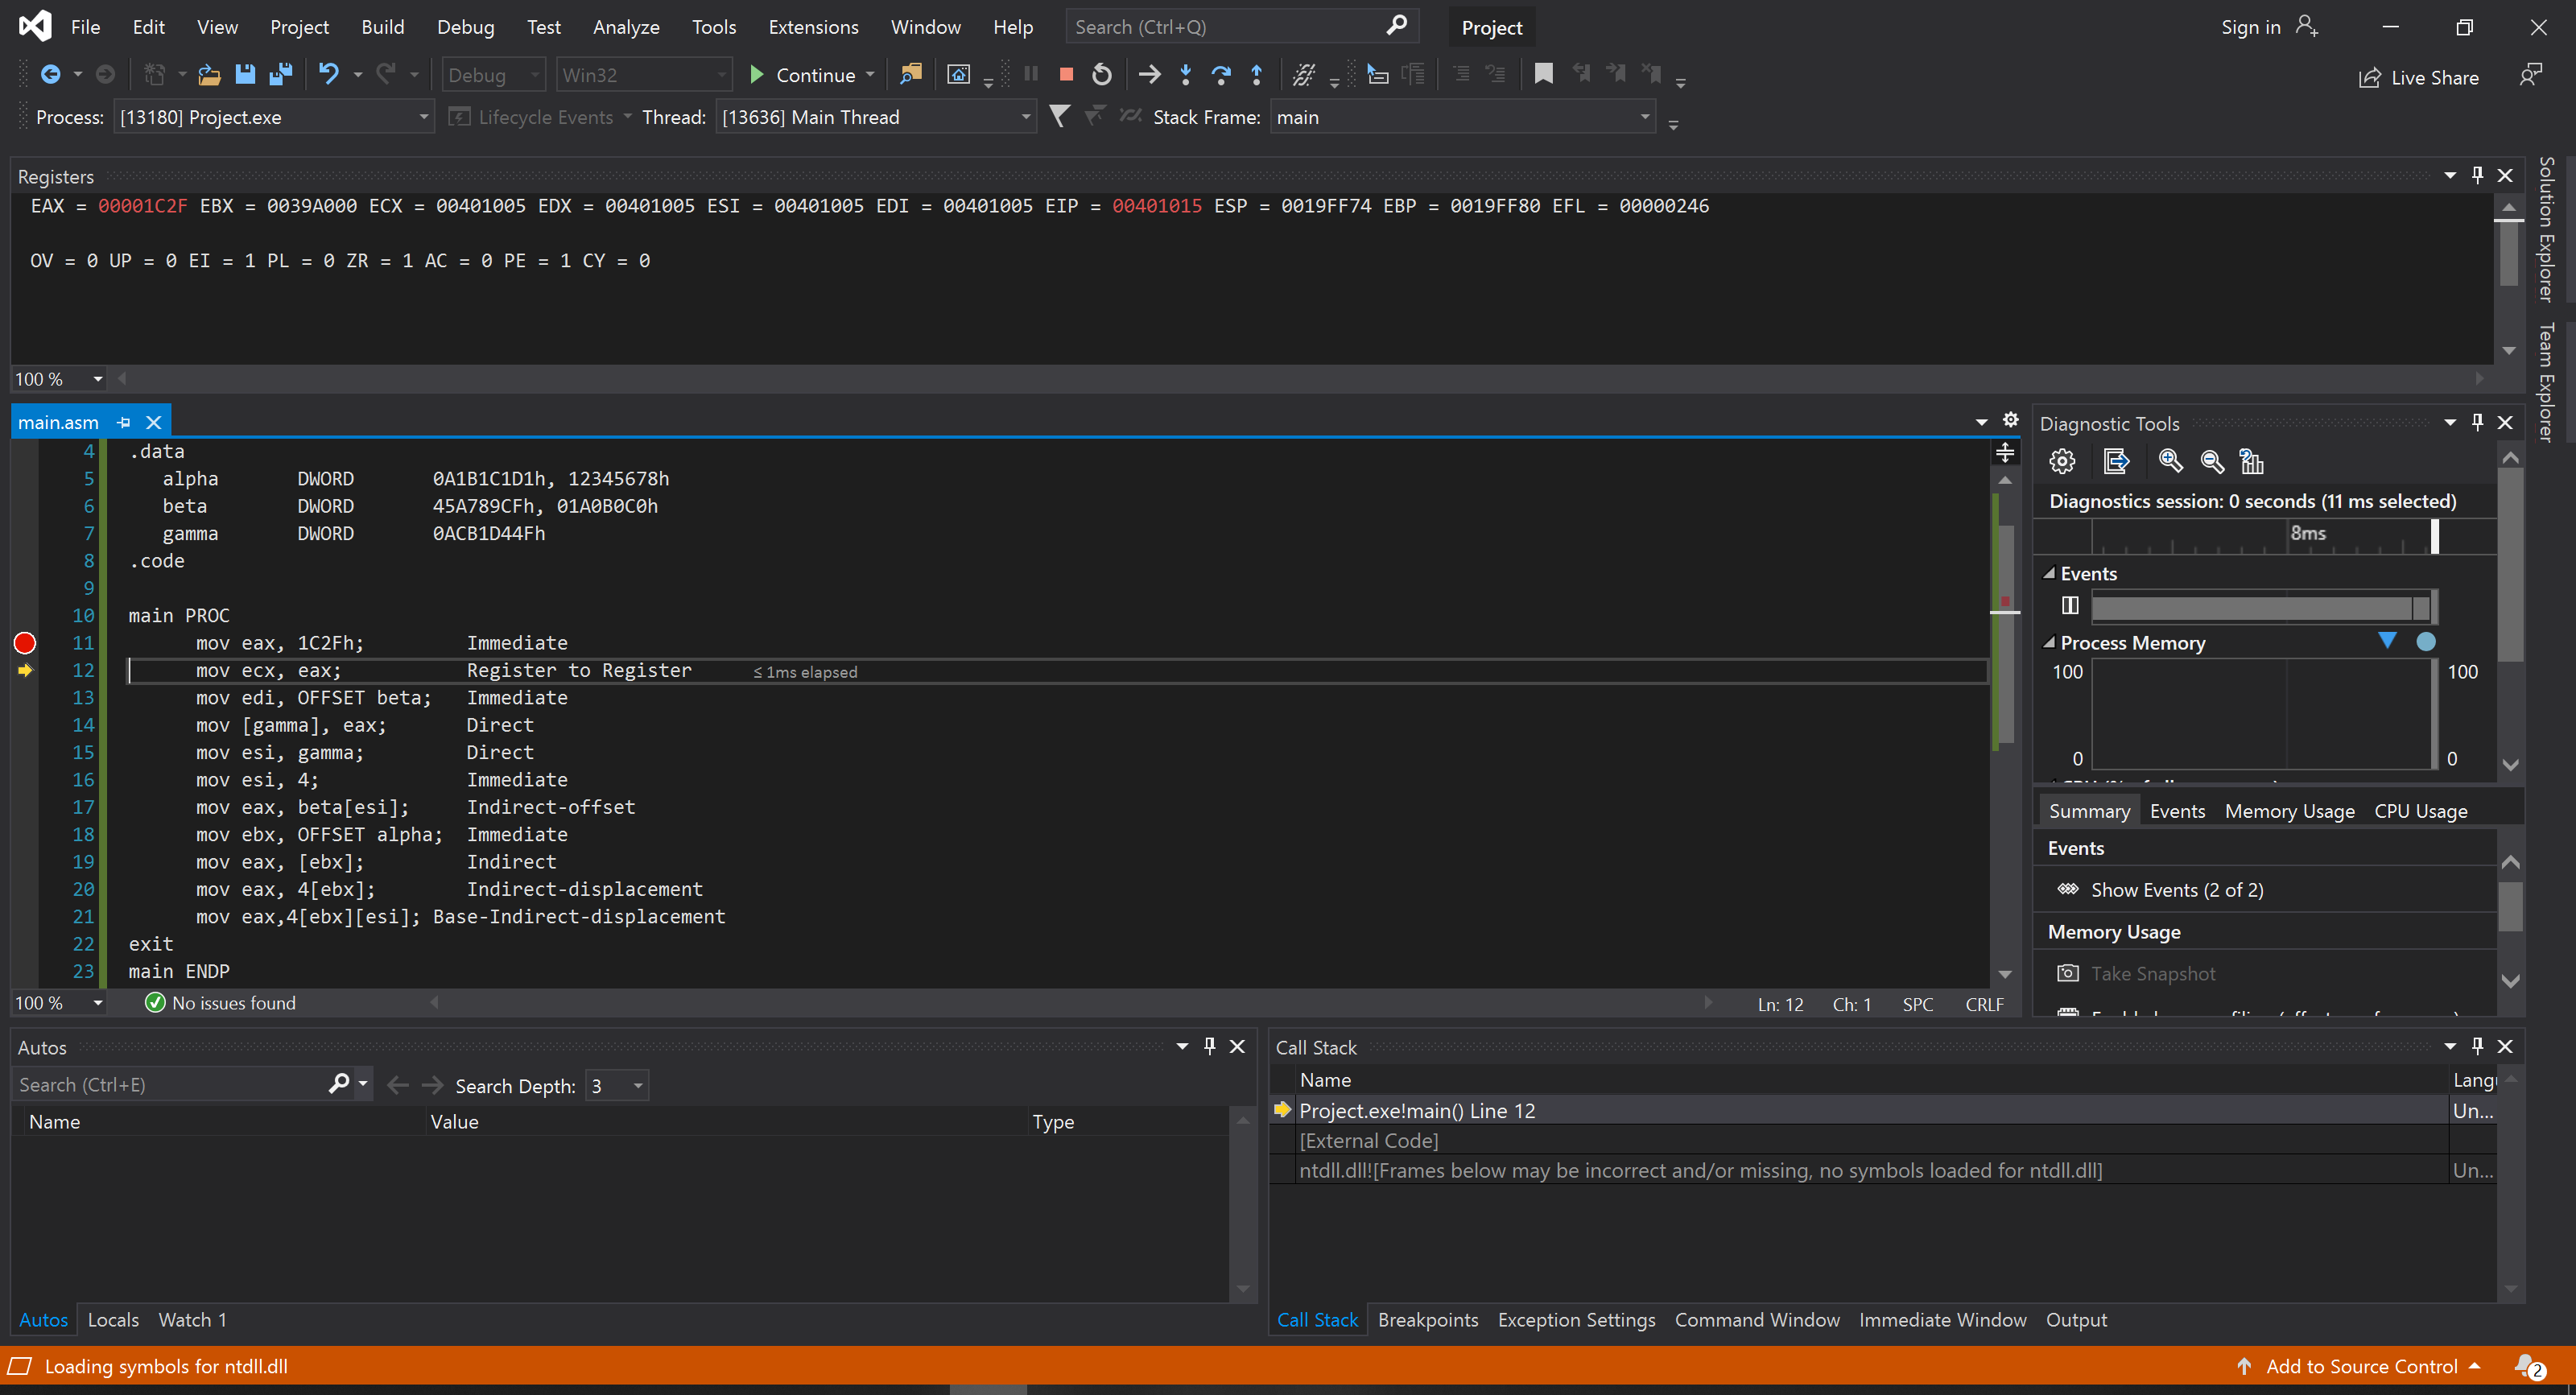 File Edit View Project Build Debug Test Analyze Tools Extensions Window Help Search (Ctrl+Q) Project Sign in
Debug Win32 Continue Live Share
Process: [13180] Project.exe Lifecycle Events Thread: [13636] Main Thread Stack Frame: main
Registers
EAX = 00001C2F EBX = 0039A000 ECX = 00401005 EDX = 00401005 ESI = 00401005 EDI = 00401005 EIP = 00401015 ESP = 0019FF74 EBP = 0019FF80 EFL = 00000246
OV = 0 UP = 0 EI = 1 PL = 0 ZR = 1 AC = 0 PE = 1 CY = 0
100 %
Solution Explorer
Team Explorer
main.asm
4 .data
5 alpha DWORD 0A1B1C1D1h, 12345678h
6 beta DWORD 45A789CFh, 01A0B0C0h
7 gamma DWORD 0ACB1D44Fh
8 .code
9
10 main PROC
11 mov eax, 1C2Fh; Immediate
12 mov ecx, eax; Register to Register ≤ 1ms elapsed
13 mov edi, OFFSET beta; Immediate
14 mov [gamma], eax; Direct
15 mov esi, gamma; Direct
16 mov esi, 4; Immediate
17 mov eax, beta[esi]; Indirect-offset
18 mov ebx, OFFSET alpha; Immediate
19 mov eax, [ebx]; Indirect
20 mov eax, 4[ebx]; Indirect-displacement
21 mov eax,4[ebx][esi]; Base-Indirect-displacement
22 exit
23 main ENDP
100 % No issues found Ln: 12 Ch: 1 SPC CRLF
Diagnostic Tools
Diagnostics session: 0 seconds (11 ms selected)
8ms
Events
Process Memory
100 100
0 0
Summary Events Memory Usage CPU Usage
Events
Show Events (2 of 2)
Memory Usage
Take Snapshot
Autos
Search (Ctrl+E) Search Depth: 3
Name Value Type
Autos Locals Watch 1
Call Stack
Name Langu
Project.exe!main() Line 12 Un...
[External Code]
ntdll.dll![Frames below may be incorrect and/or missing, no symbols loaded for ntdll.dll] Un...
Call Stack Breakpoints Exception Settings Command Window Immediate Window Output
Loading symbols for ntdll.dll Add to Source Control 2